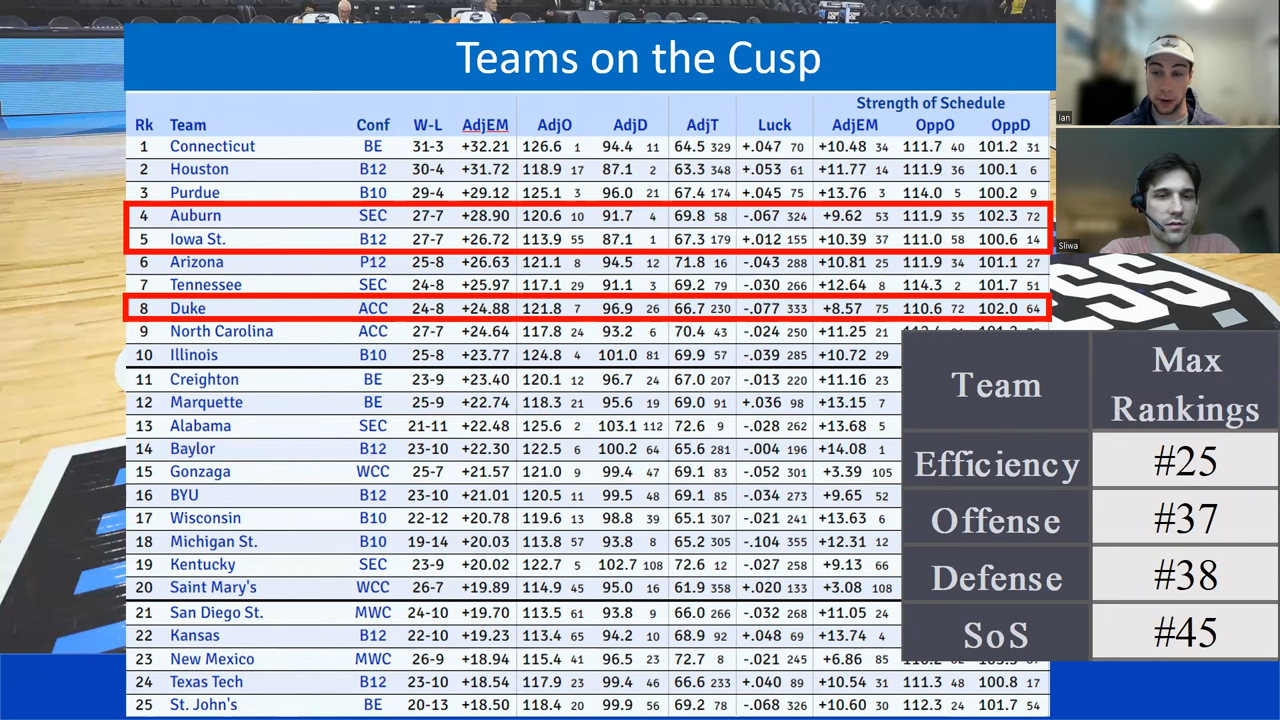 Teams on the Cusp
Strength of Schedule
Rk Team Conf W-L AdjEM AdjO AdjD AdjT Luck AdjEM OppO OppD
1 Connecticut BE 31-3 +32.21 126.6 1 94.4 11 64.5 329 +.047 70 +10.48 34 111.7 40 101.2 31
2 Houston B12 30-4 +31.72 118.9 17 87.1 2 63.3 348 +.053 61 +11.77 14 111.9 36 100.1 6
3 Purdue B10 29-4 +29.12 125.1 3 96.0 21 67.4 174 +.045 75 +13.76 3 114.0 5 100.2 9
4 Auburn SEC 27-7 +28.90 120.6 10 91.7 4 69.8 58 -.067 324 +9.62 53 111.9 35 102.3 72
5 Iowa St. B12 27-7 +26.72 113.9 55 87.1 1 67.3 179 +.012 155 +10.39 37 111.0 58 100.6 14
6 Arizona P12 25-8 +26.63 121.1 8 94.5 12 71.8 16 -.043 288 +10.81 25 111.9 34 101.1 27
7 Tennessee SEC 24-8 +25.97 117.1 29 91.1 3 69.2 79 -.030 266 +12.64 8 114.3 2 101.7 51
8 Duke ACC 24-8 +24.88 121.8 7 96.9 26 66.7 230 -.077 333 +8.57 75 110.6 72 102.0 64
9 North Carolina ACC 27-7 +24.64 117.8 24 93.2 6 70.4 43 -.024 250 +11.25 21
10 Illinois B10 25-8 +23.77 124.8 4 101.0 81 69.9 57 -.039 285 +10.72 29
11 Creighton BE 23-9 +23.40 120.1 12 96.7 24 67.0 207 -.013 220 +11.16 23
12 Marquette BE 25-9 +22.74 118.3 21 95.6 19 69.0 91 +.036 98 +13.15 7
13 Alabama SEC 21-11 +22.48 125.6 2 103.1 112 72.6 9 -.028 262 +13.68 5
14 Baylor B12 23-10 +22.30 122.5 6 100.2 64 65.6 281 -.004 196 +14.08 1
15 Gonzaga WCC 25-7 +21.57 121.0 9 99.4 47 69.1 83 -.052 301 +3.39 105
16 BYU B12 23-10 +21.01 120.5 11 99.5 48 69.1 85 -.034 273 +9.65 52
17 Wisconsin B10 22-12 +20.78 119.6 13 98.8 39 65.1 307 -.021 241 +13.63 6
18 Michigan St. B10 19-14 +20.03 113.8 57 93.8 8 65.2 305 -.104 355 +12.31 12
19 Kentucky SEC 23-9 +20.02 122.7 5 102.7 108 72.6 12 -.027 258 +9.13 66
20 Saint Mary's WCC 26-7 +19.89 114.9 45 95.0 16 61.9 358 +.020 133 +3.08 108
21 San Diego St. MWC 24-10 +19.70 113.5 61 93.8 9 66.0 266 -.032 268 +11.05 24
22 Kansas B12 22-10 +19.23 113.4 65 94.2 10 68.9 92 +.048 69 +13.74 4
23 New Mexico MWC 26-9 +18.94 115.4 41 96.5 23 72.7 8 -.021 245 +6.86 85
24 Texas Tech B12 23-10 +18.54 117.9 23 99.4 46 66.6 233 +.040 89 +10.54 31 111.3 48 100.8 17
25 St. John's BE 20-13 +18.50 118.4 20 99.9 56 69.2 78 -.068 326 +10.60 30 112.3 24 101.7 54
Team Max Rankings
Efficiency #25
Offense #37
Defense #38
SoS #45
Ian
Sliwa